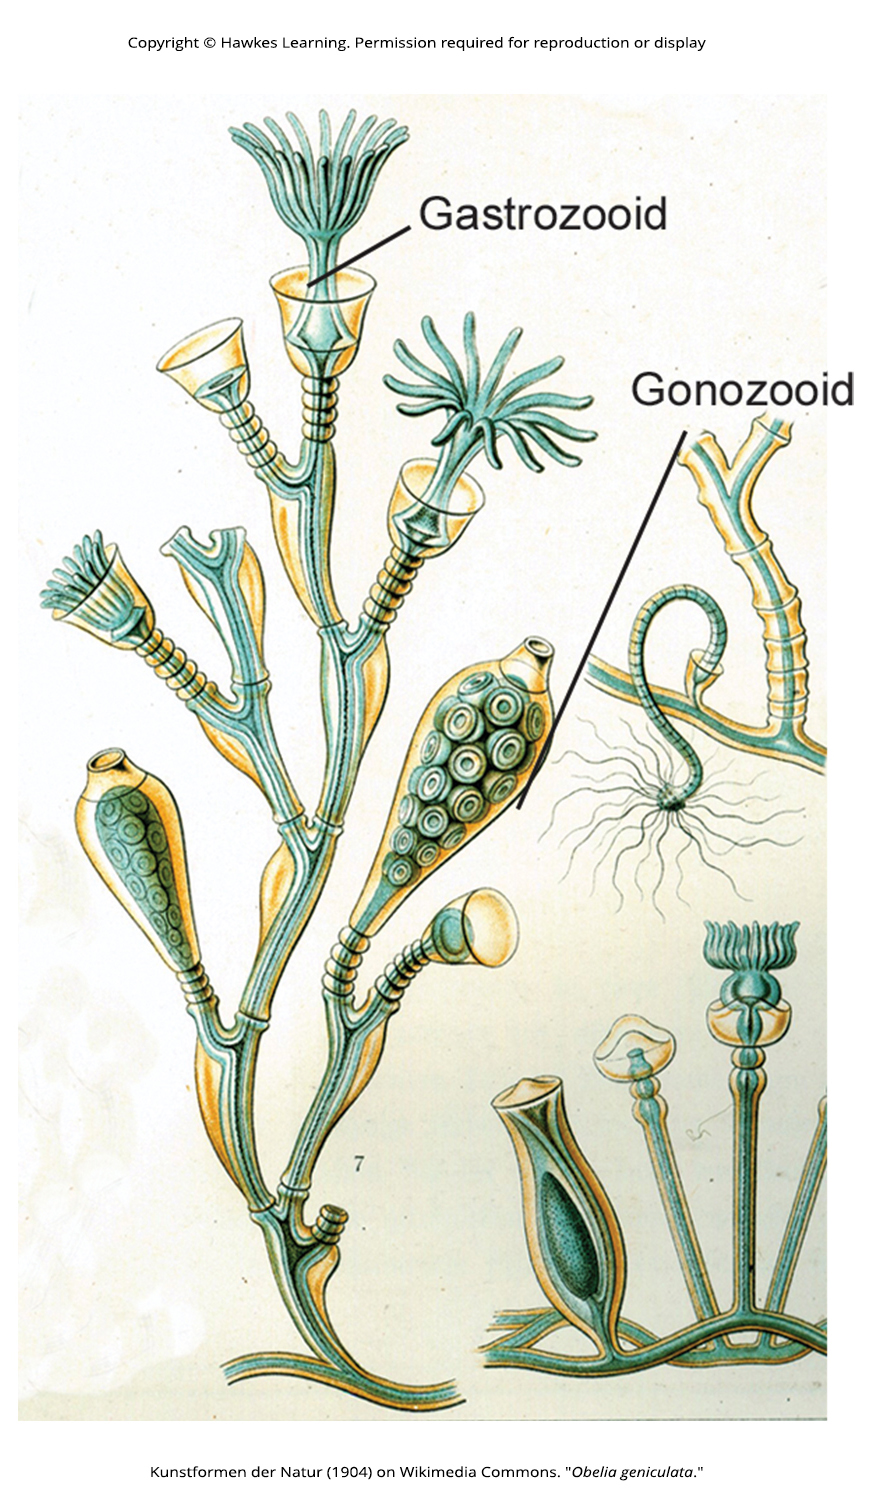 Copyright © Hawkes Learning. Permission required for reproduction or display
Gastrozooid
Gonozooid
7
Kunstformen der Natur (1904) on Wikimedia Commons. "Obelia geniculata."